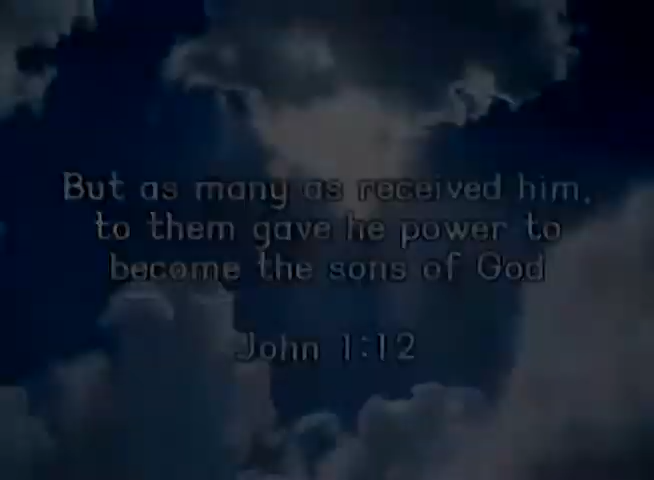 But as many as received him,
to them gave he power to
become the sons of God
John 1:12